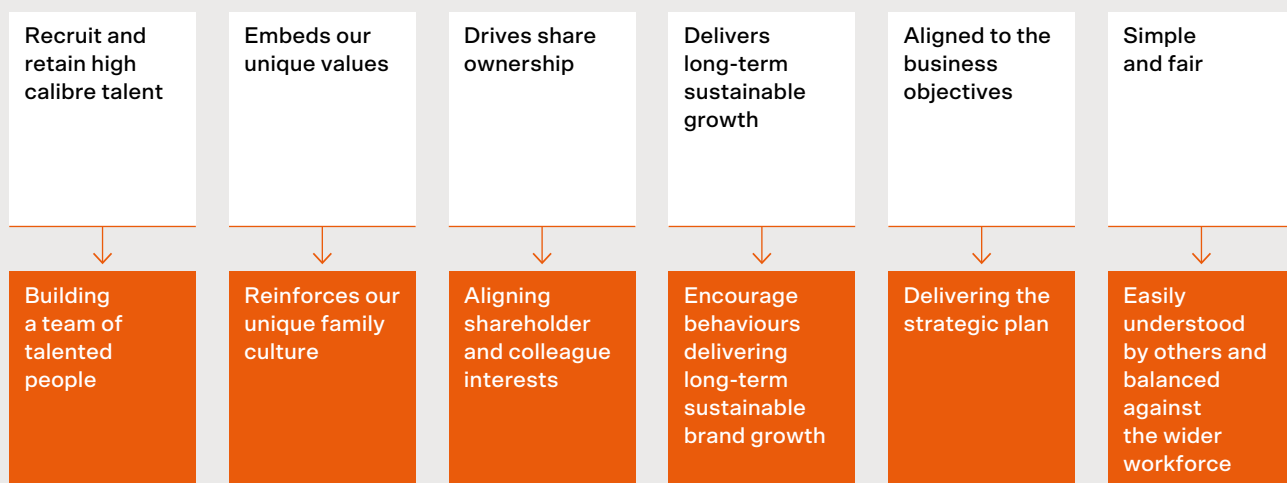 Recruit and
retain high
calibre talent
Embeds our
unique values
Drives share
ownership
Delivers
long-term
sustainable
growth
Aligned to the
business
objectives
Simple
and fair
Building
a team of
talented
people
Reinforces our
unique family
culture
Aligning
shareholder
and colleague
interests
Encourage
behaviours
delivering
long-term
sustainable
brand growth
Delivering the
strategic plan
Easily
understood
by others and
balanced
against
the wider
workforce